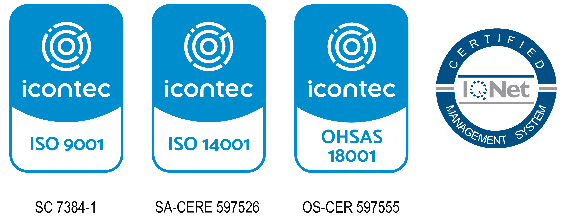 icontec
ISO 9001
SC 7384-1
icontec
ISO 14001
SA-CERE 597526
icontec
OHSAS
18001
OS-CER 597555
CERTIFIED
IQNet
MANAGEMENT SYSTEM